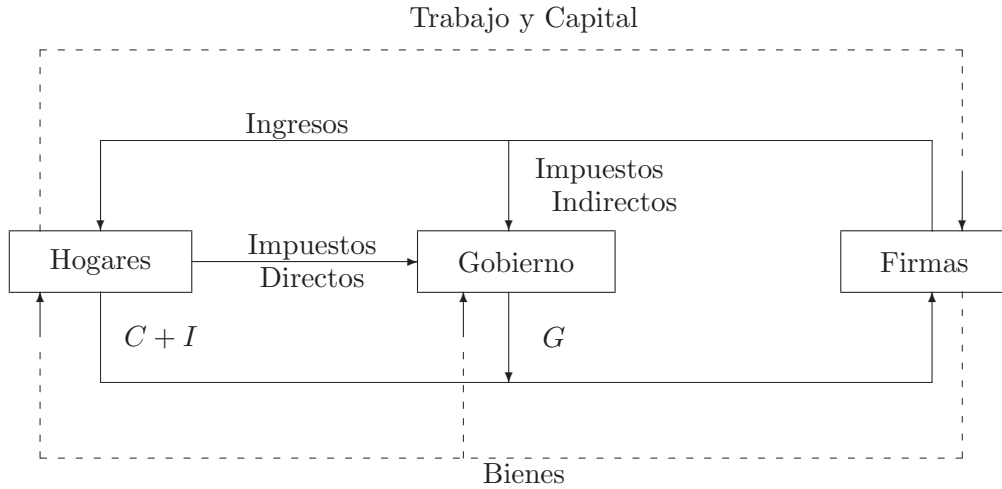 Trabajo y Capital
Ingresos
Impuestos
Indirectos
Hogares
Impuestos
Directos
Gobierno
Firmas
C + I
G
Bienes